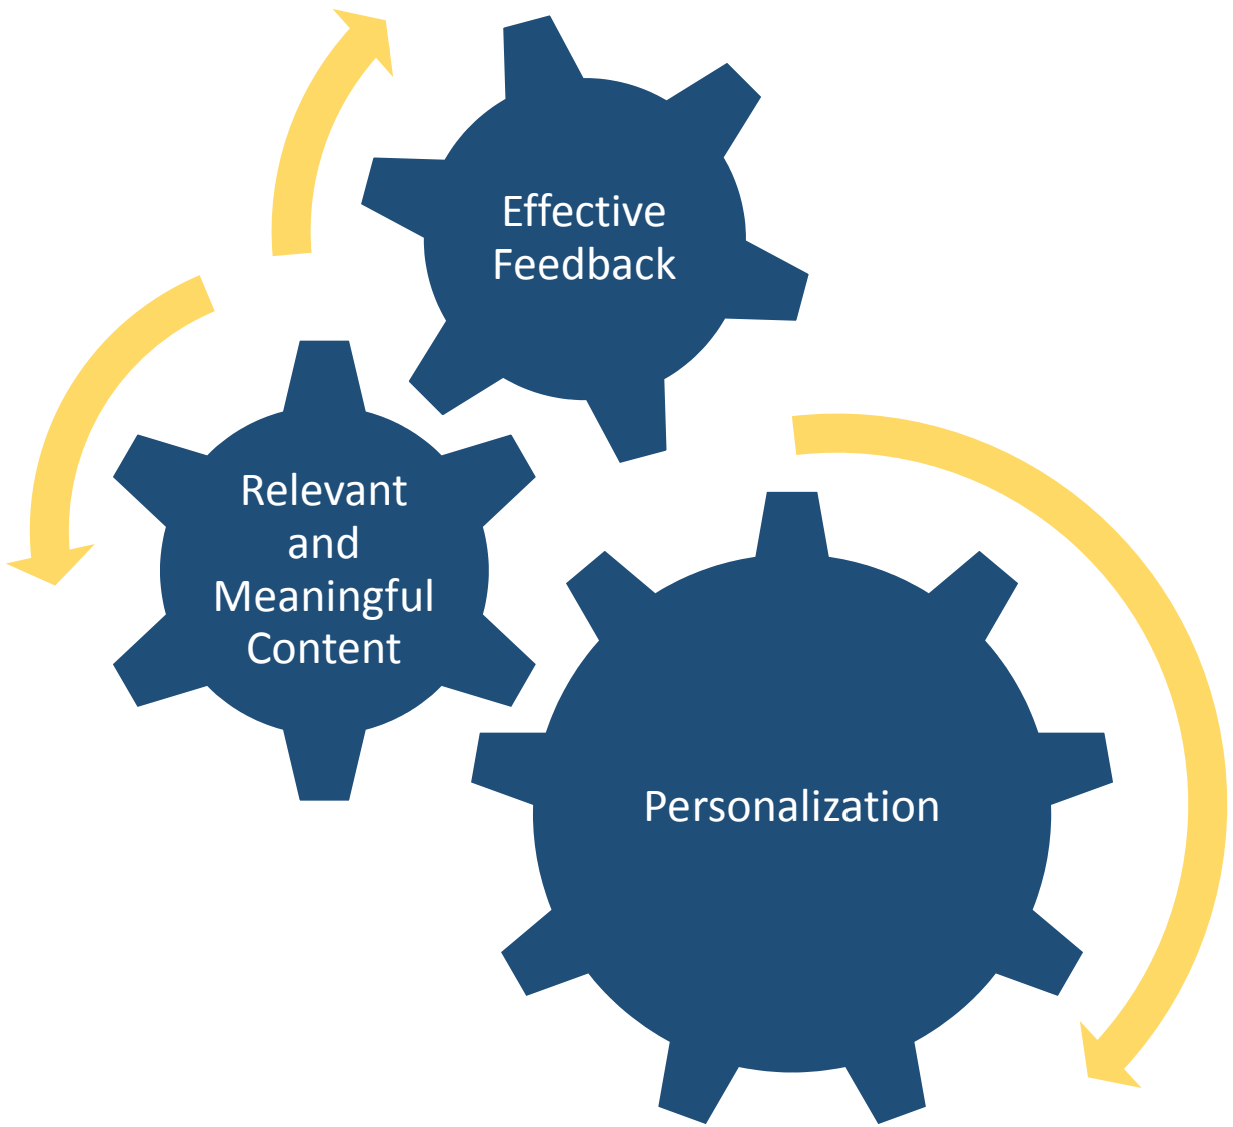 Effective
Feedback
Relevant
and
Meaningful
Content
Personalization